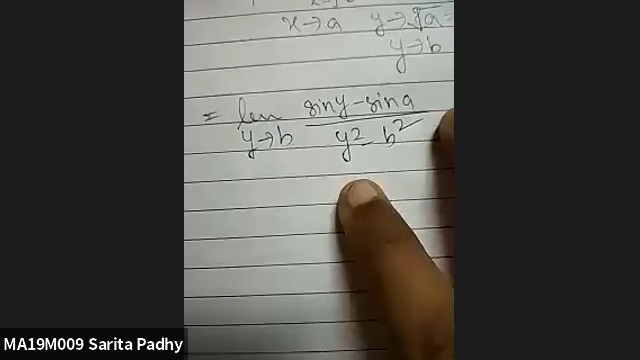 x→a y→√a =
y→b
= lim siny-sina
y→b y2- b2
MA19M009 Sarita Padhy